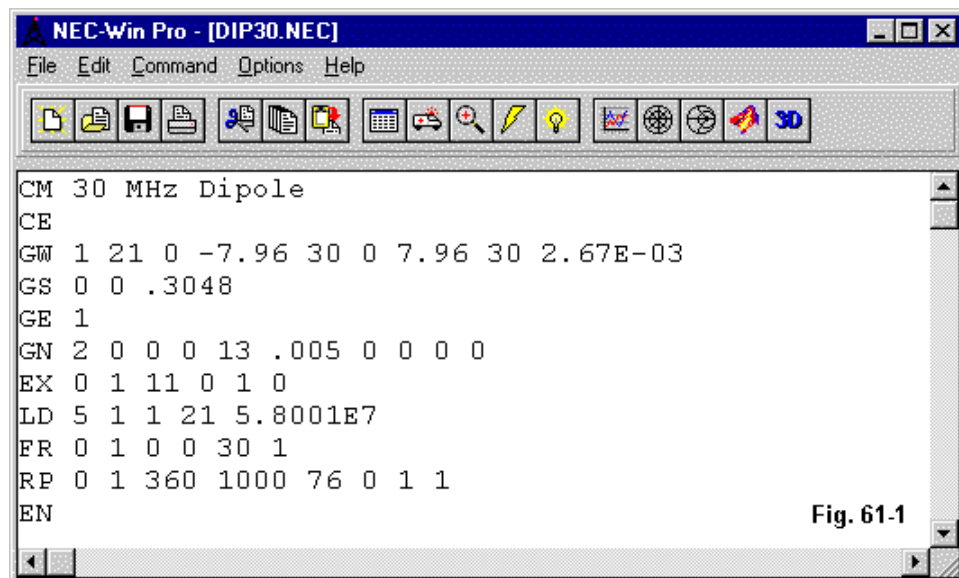 NEC-Win Pro - [DIP30.NEC]
File Edit Command Options Help
3D
CM 30 MHz Dipole
CE
GW 1 21 0 -7.96 30 0 7.96 30 2.67E-03
GS 0 0 .3048
GE 1
GN 2 0 0 0 13 .005 0 0 0 0
EX 0 1 11 0 1 0
LD 5 1 1 21 5.8001E7
FR 0 1 0 0 30 1
RP 0 1 360 1000 76 0 1 1
EN
Fig. 61-1